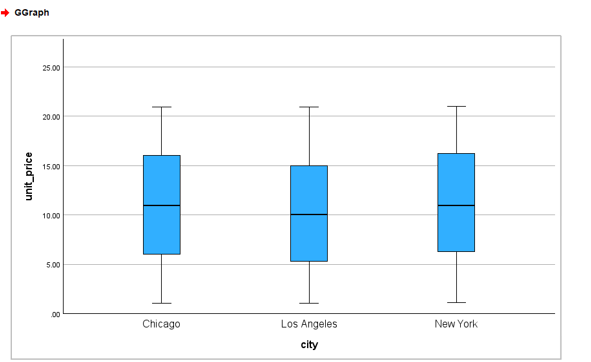 GGraph
25.00
20.00
15.00
10.00
5.00
.00
unit_price
Chicago
Los Angeles
New York
city